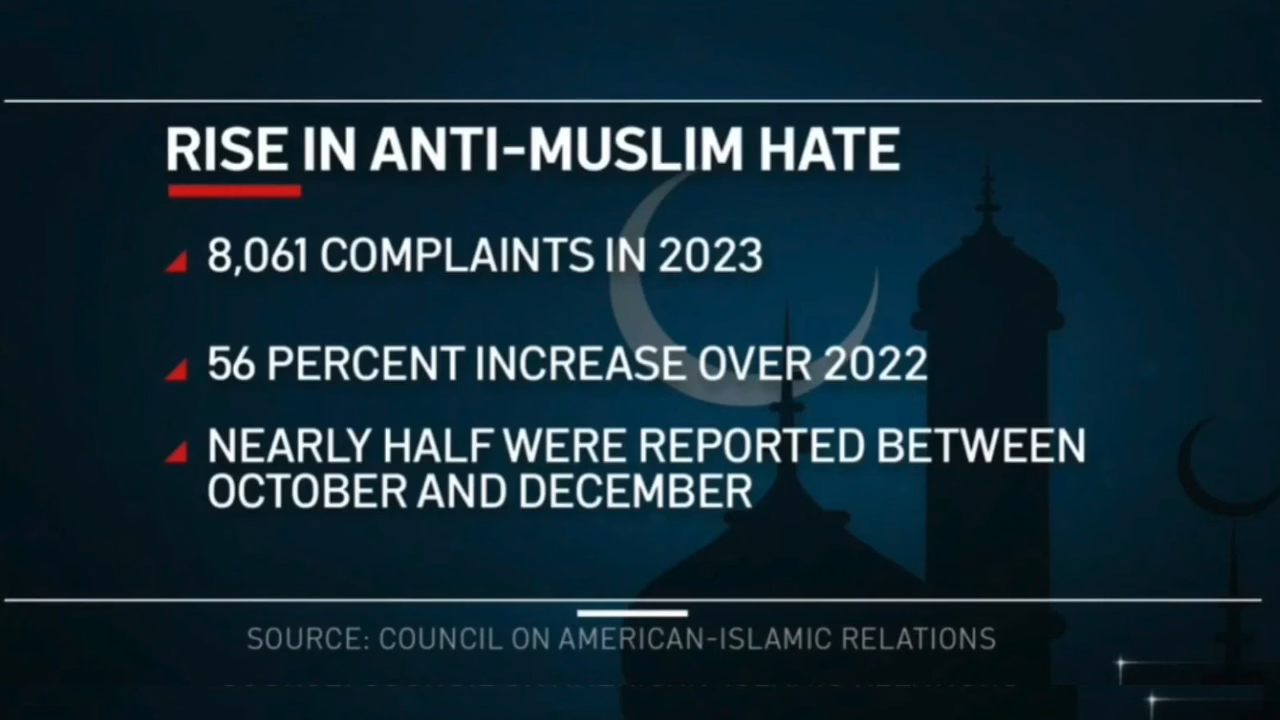 RISE IN ANTI-MUSLIM HATE
8,061 COMPLAINTS IN 2023
56 PERCENT INCREASE OVER 2022
NEARLY HALF WERE REPORTED BETWEEN
OCTOBER AND DECEMBER
SOURCE: COUNCIL ON AMERICAN-ISLAMIC RELATIONS